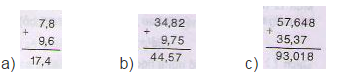 a) 7,8 + 9,6 17,4
b) 34,82 + 9,75 44,57
c) 57,648 + 35,37 93,018